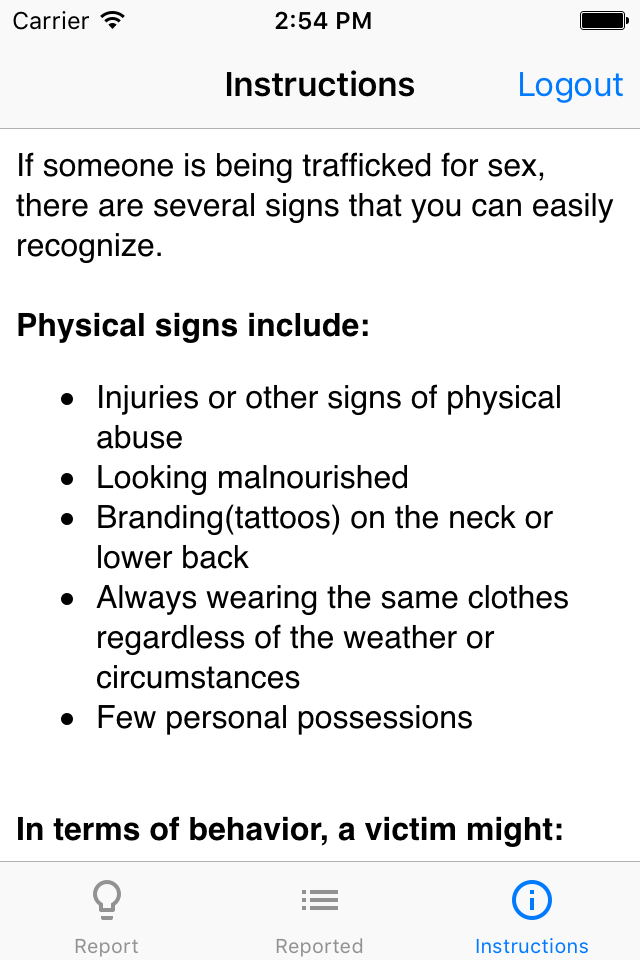 Carrier 2:54 PM
Instructions Logout
If someone is being trafficked for sex,
there are several signs that you can easily
recognize.
Physical signs include:
• Injuries or other signs of physical
abuse
• Looking malnourished
• Branding(tattoos) on the neck or
lower back
• Always wearing the same clothes
regardless of the weather or
circumstances
• Few personal possessions
In terms of behavior, a victim might:
Report Reported Instructions